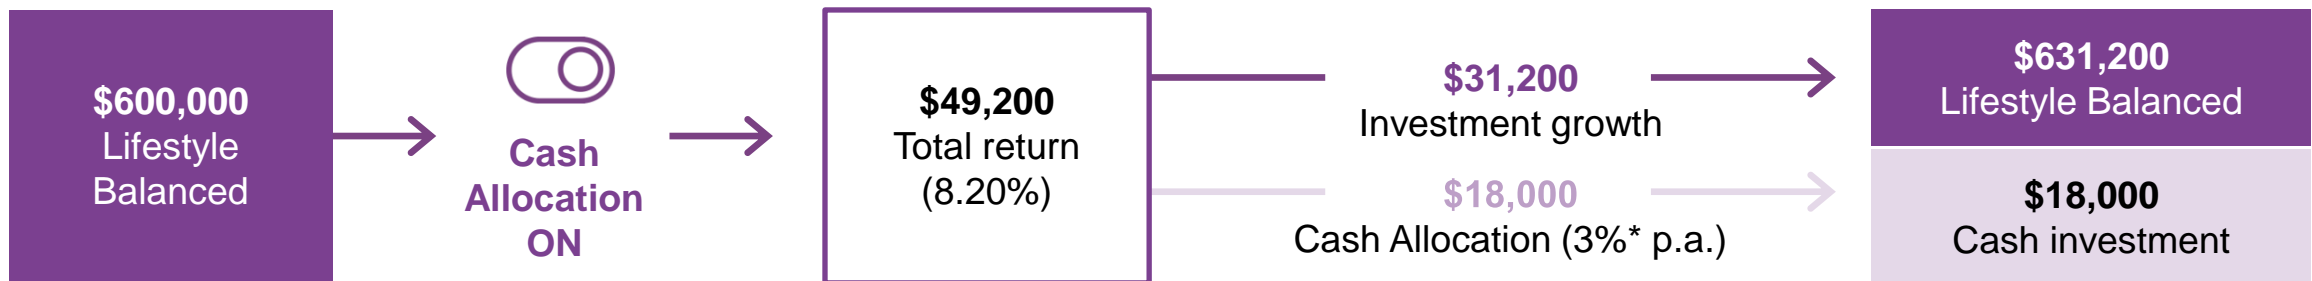 $600,000
Lifestyle
Balanced
Cash
Allocation
ON
$49,200
Total return
(8.20%)
$31,200
Investment growth
$18,000
Cash Allocation (3%* p.a.)
$631,200
Lifestyle Balanced
$18,000
Cash investment